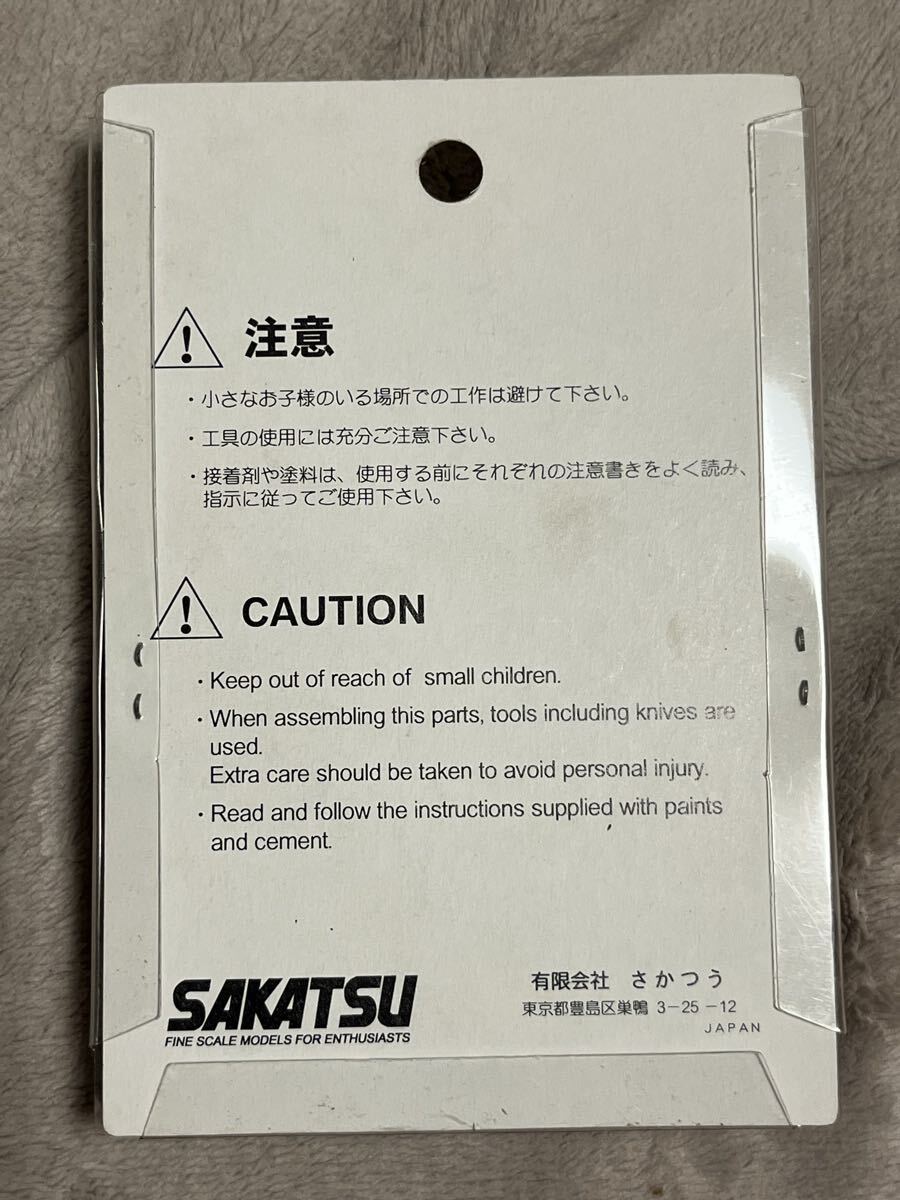 注意
・小さなお子様のいる場所での工作は避けて下さい。
・工具の使用には充分ご注意下さい。
・接着剤や塗料は、使用する前にそれぞれの注意書きをよく読み、
指示に従ってご使用下さい。
CAUTION
・Keep out of reach of small children.
・When assembling this parts, tools including knives are
used.
Extra care should be taken to avoid personal injury.
・Read and follow the instructions supplied with paints
and cement.
SAKATSU
FINE SCALE MODELS FOR ENTHUSIASTS
有限会社 さかつう
東京都豊島区巣鴨 3-25-12
JAPAN